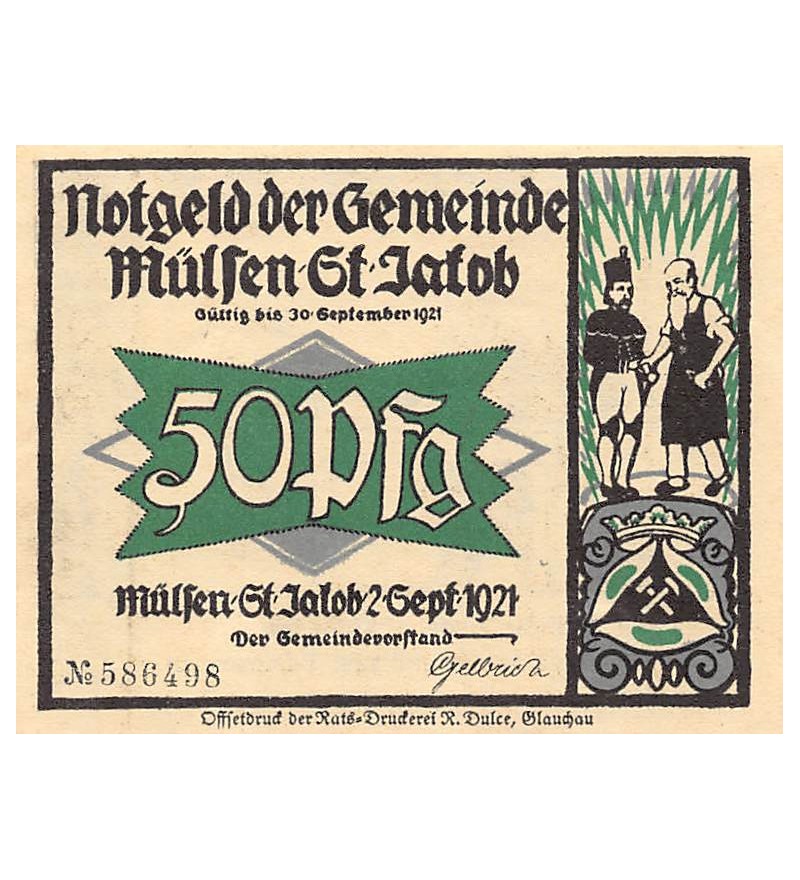 Notgeld der Gemeinde
Mülsen·St·Jakob
Gültig bis 30·September 1921
50 Pfg
Mülsen·St·Jakob·2·Sept·1921
Der Gemeindevorstand
Gelbrich
№ 586498
Offsetdruck der Rats=Druckerei R. Dulce, Glauchau